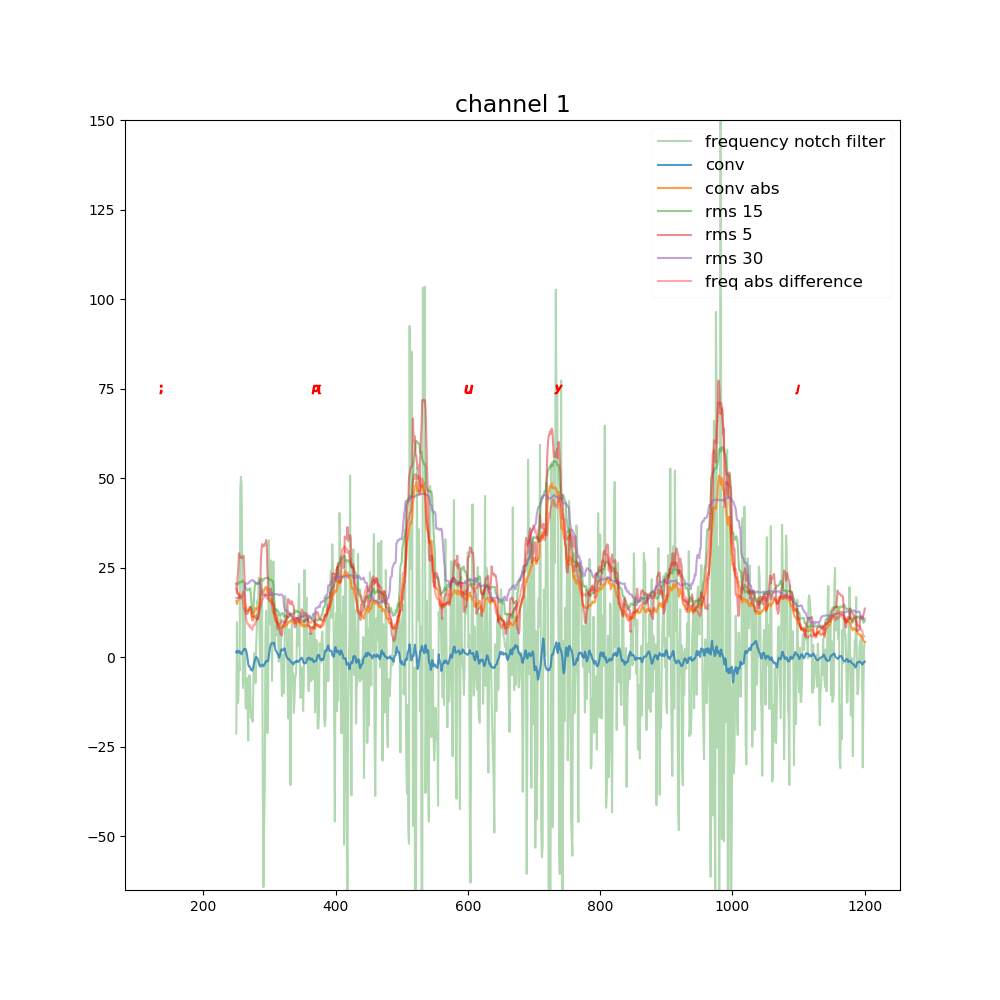 channel 1
150
125
100
75
50
25
0
−25
−50
frequency notch filter
conv
conv abs
rms 15
rms 5
rms 30
freq abs difference
;
u
y
200
400
600
800
1000
1200